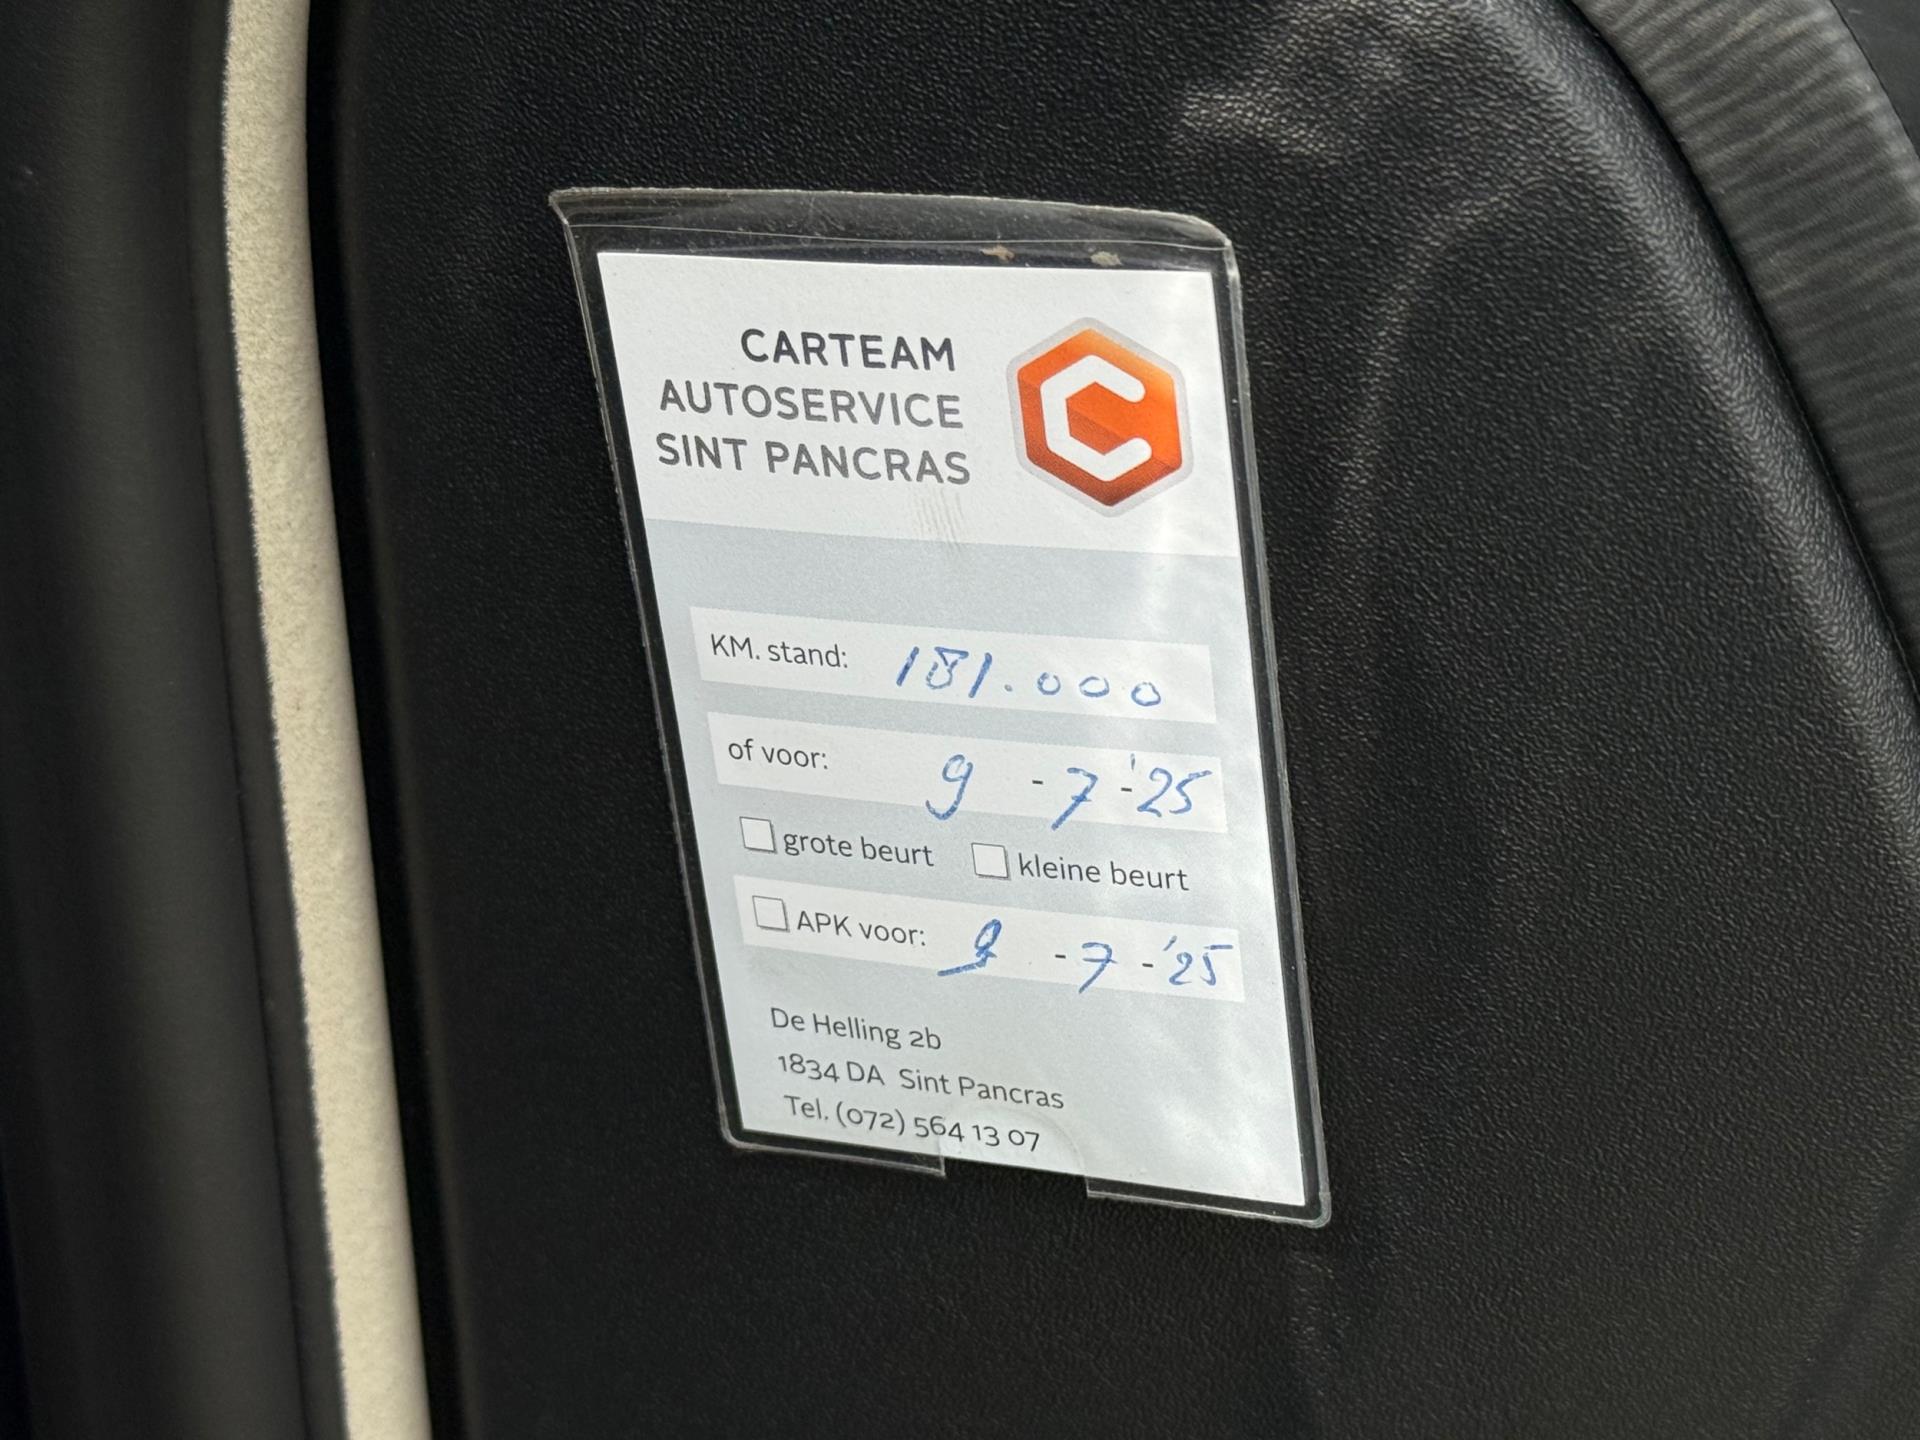 CARTEAM
AUTOSERVICE
SINT PANCRAS
KM. stand: 181.000
of voor: 9 - 7 - '25
grote beurt kleine beurt
APK voor: 9 - 7 - '25
De Helling 2b
1834 DA Sint Pancras
Tel. (072) 564 13 07